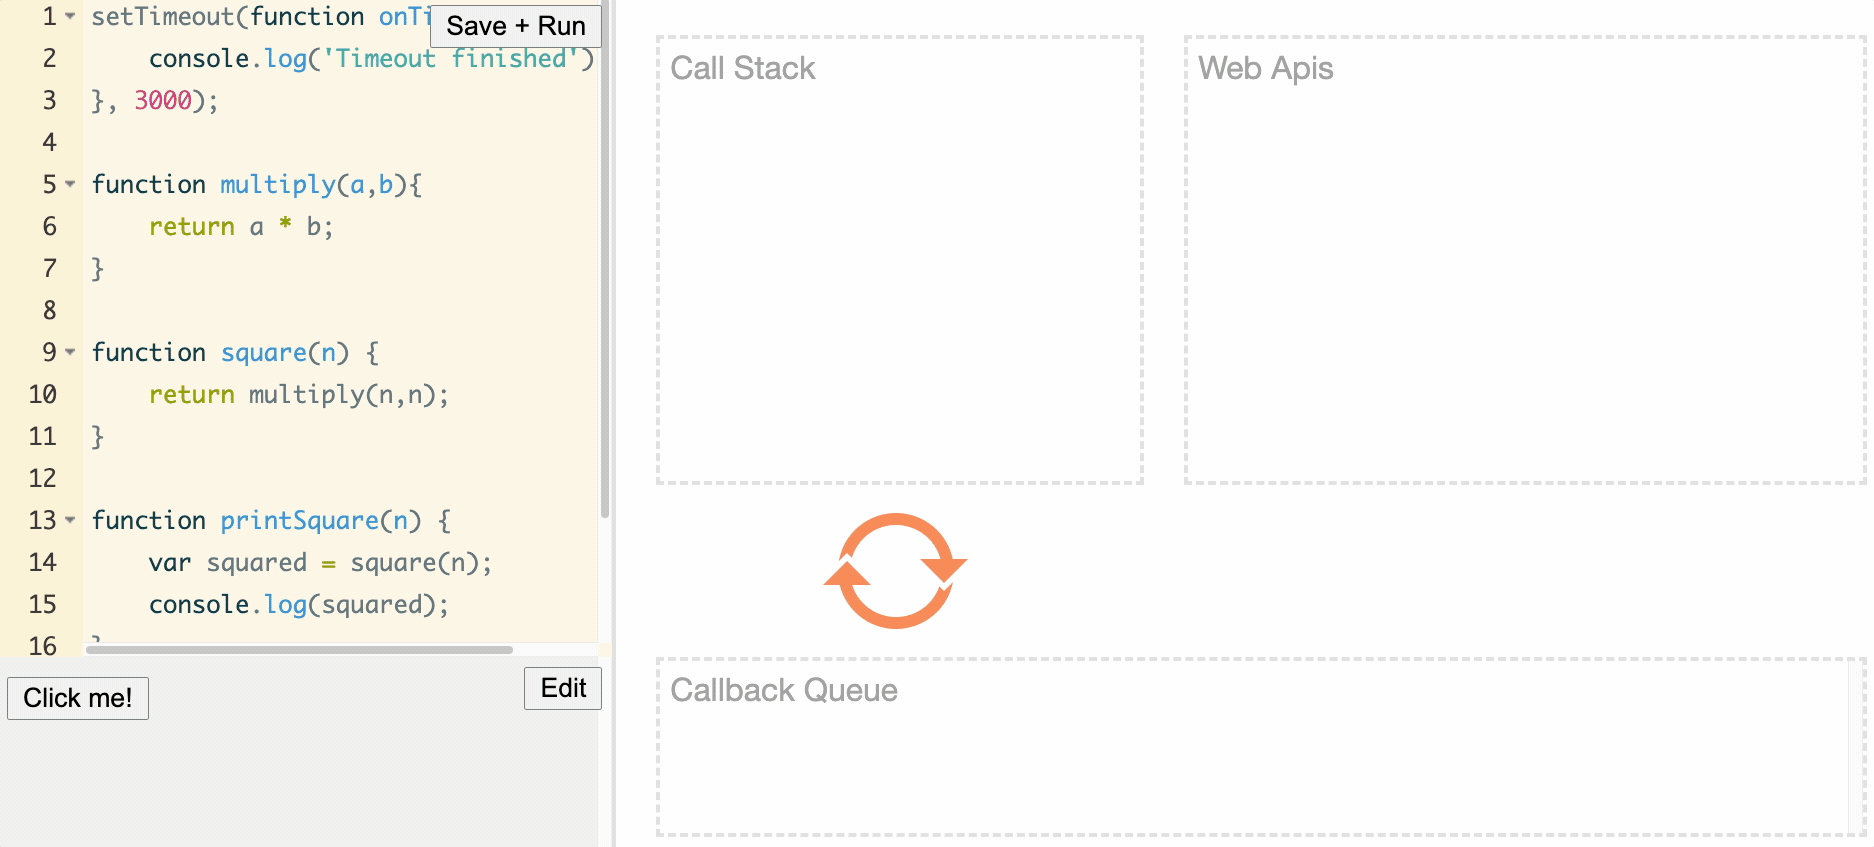 1 setTimeout(function onTi
Save + Run
2     console.log('Timeout finished')
3 }, 3000);
4
5 function multiply(a,b){
6     return a * b;
7 }
8
9 function square(n) {
10     return multiply(n,n);
11 }
12
13 function printSquare(n) {
14     var squared = square(n);
15     console.log(squared);
16 }
Click me!
Edit
Call Stack
Web Apis
Callback Queue